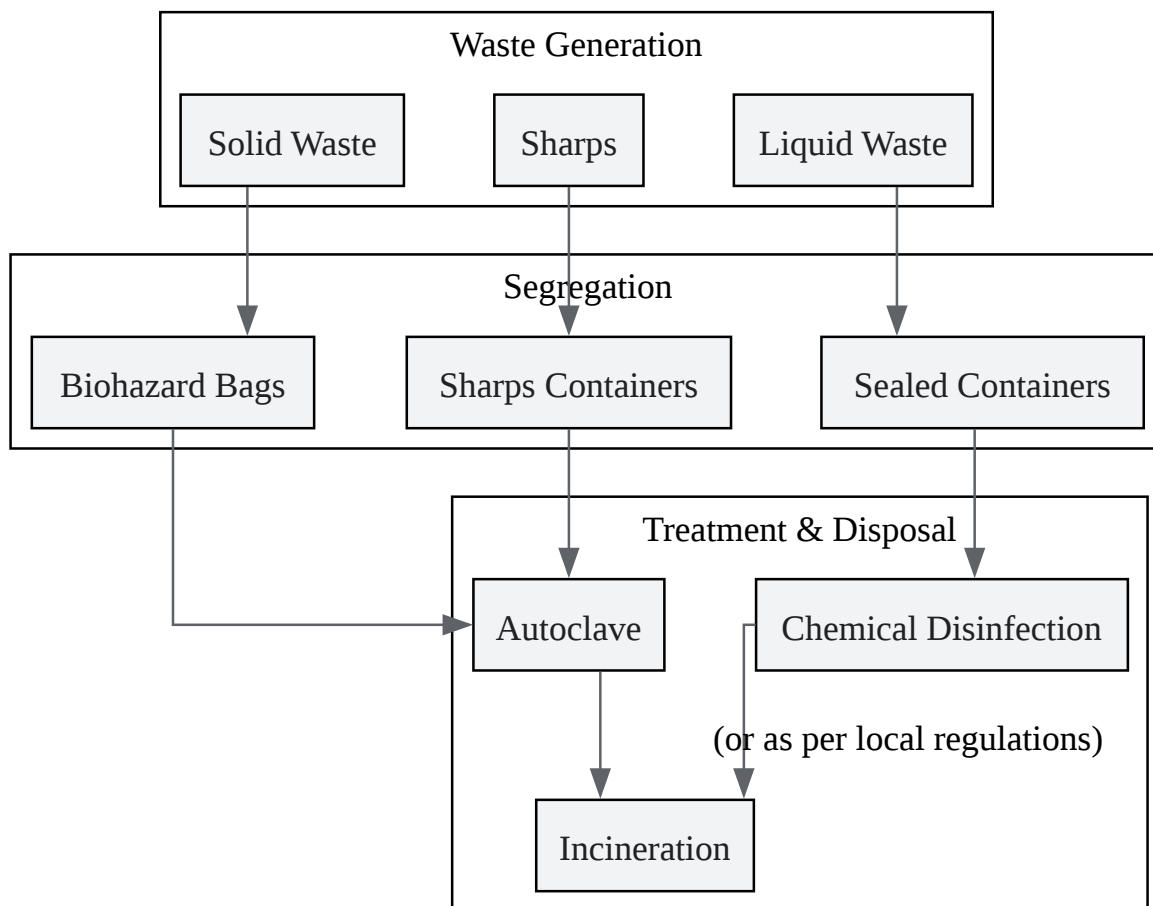 Waste Generation
Solid Waste
Sharps
Liquid Waste
Segregation
Biohazard Bags
Sharps Containers
Sealed Containers
Treatment & Disposal
Autoclave
Chemical Disinfection
(or as per local regulations)
Incineration